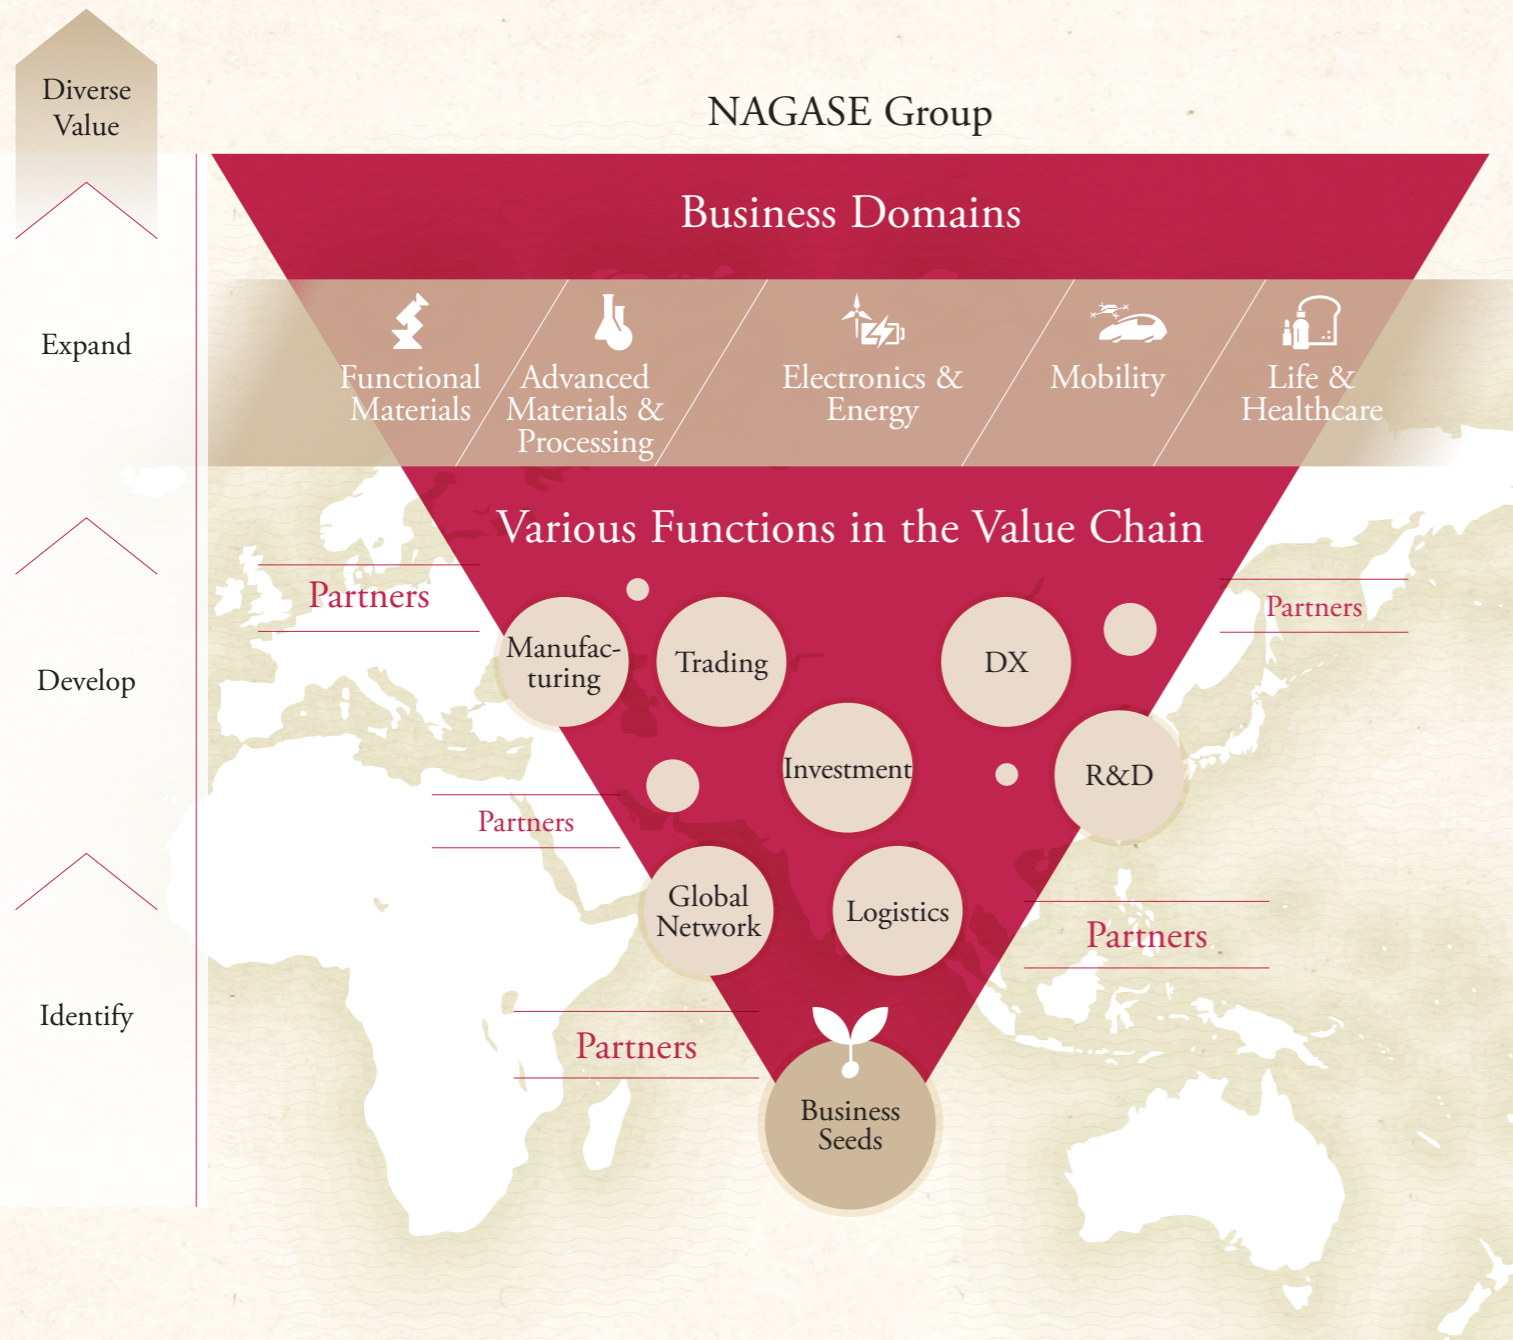 Diverse
Value
NAGASE Group
Business Domains
Expand
Functional
Materials
Advanced
Materials &
Processing
Electronics &
Energy
Mobility
Life &
Healthcare
Various Functions in the Value Chain
Develop
Partners
Partners
Manufac-
turing
Trading
DX
Investment
R&D
Partners
Global
Network
Logistics
Partners
Identify
Partners
Business
Seeds